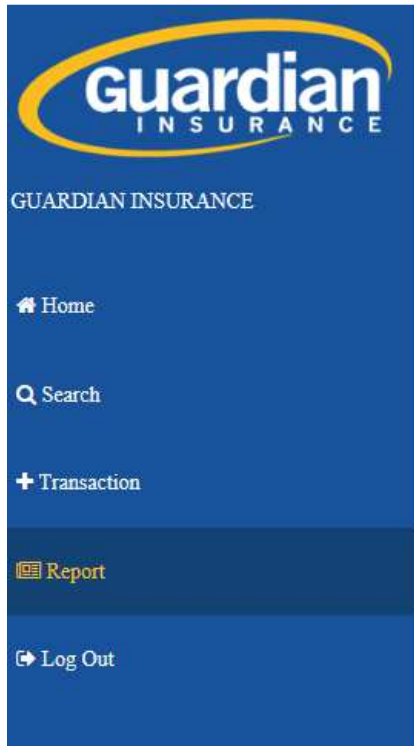 Guardian
INSURANCE
GUARDIAN INSURANCE
Home
Search
Transaction
Report
Log Out